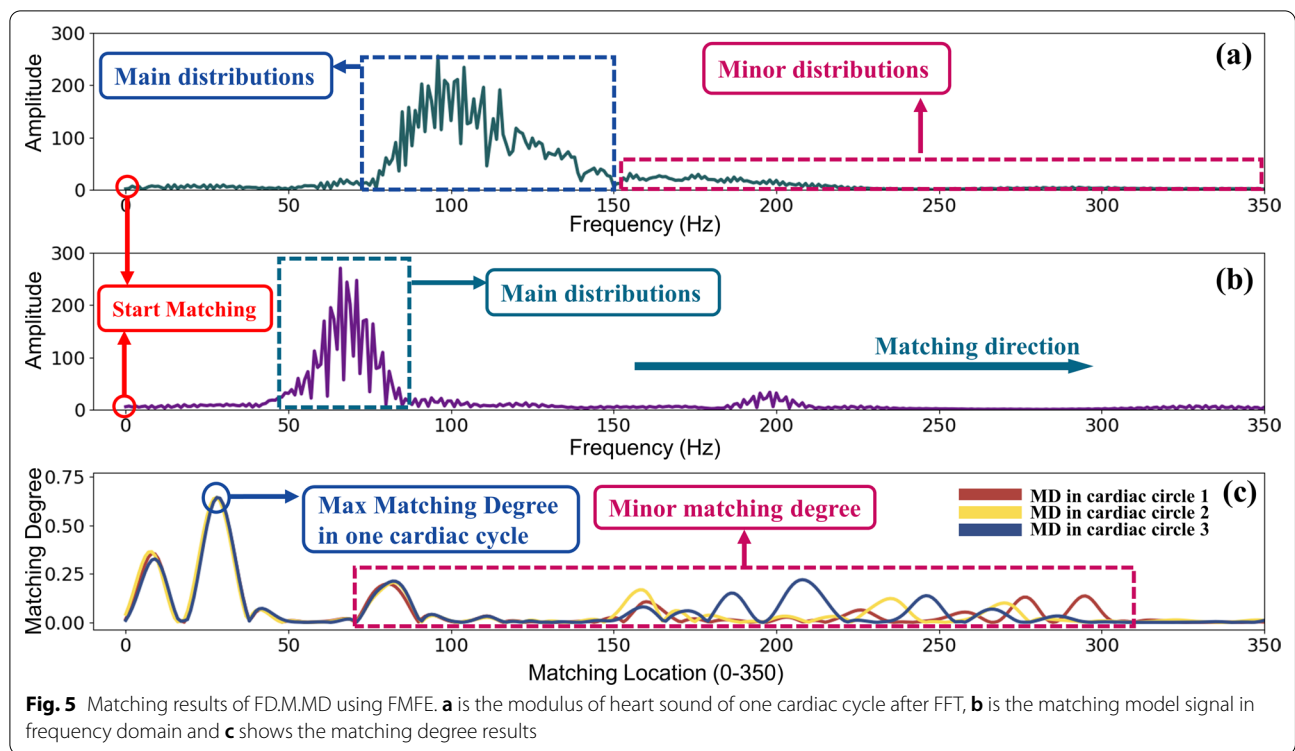 300
200
100
0
Amplitude
Main distributions
Minor distributions
(a)
0
50
100
150
200
250
300
350
Frequency (Hz)
300
200
100
0
Amplitude
Start Matching
Main distributions
Matching direction
(b)
0
50
100
150
200
250
300
350
Frequency (Hz)
0.75
0.50
0.25
0.00
Matching Degree
Max Matching Degree
in one cardiac cycle
Minor matching degree
MD in cardiac circle 1
MD in cardiac circle 2
MD in cardiac circle 3
(c)
0
50
100
150
200
250
300
350
Matching Location (0-350)
Fig. 5 Matching results of FD.M.MD using FMFE. a is the modulus of heart sound of one cardiac cycle after FFT, b is the matching model signal in
frequency domain and c shows the matching degree results